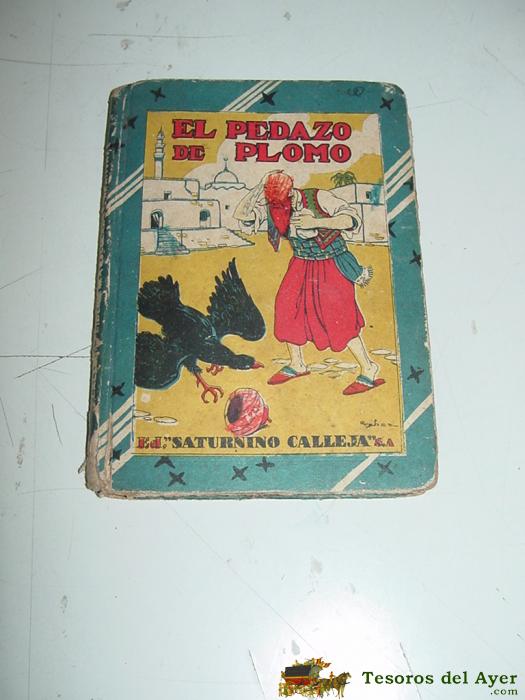 EL PEDAZO
DE PLOMO
Ed. "SATURNINO CALLEJA" S.A
Tesoros del Ayer
.com